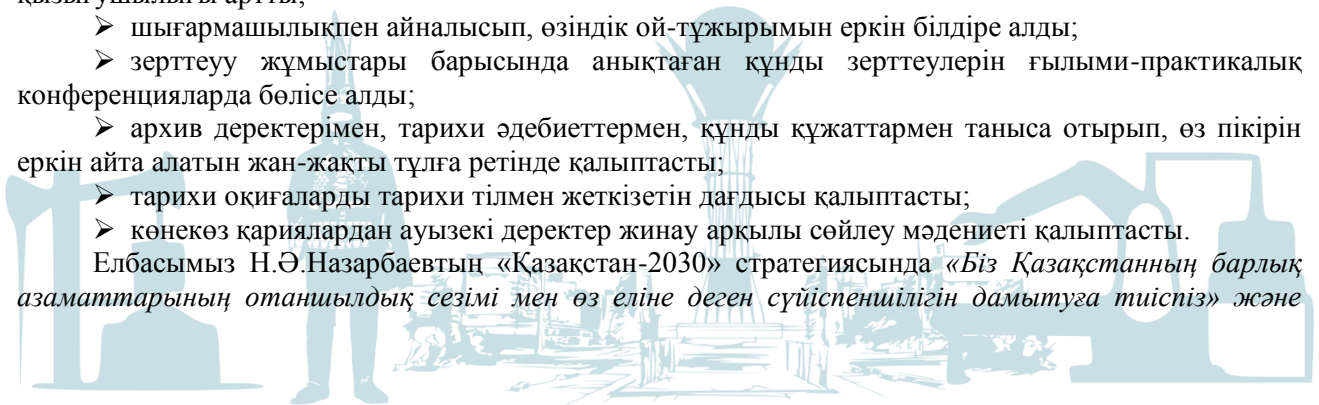 ➢ шығармашылықпен айналысып, өзіндік ой-тұжырымын еркін білдіре алды;
➢ зерттеуу жұмыстары барысында анықтаған құнды зерттеулерін ғылыми-практикалық
конференцияларда бөлісе алды;
➢ архив деректерімен, тарихи әдебиеттермен, құнды құжаттармен таныса отырып, өз пікірін
еркін айта алатын жан-жақты тұлға ретінде қалыптасты;
➢ тарихи оқиғаларды тарихи тілмен жеткізетін дағдысы қалыптасты;
➢ көнекөз қариялардан ауызекі деректер жинау арқылы сөйлеу мәдениеті қалыптасты.
Елбасымыз Н.Ә.Назарбаевтың «Қазақстан-2030» стратегиясында «Біз Қазақстанның барлық
азаматтарының отаншылдық сезімі мен өз еліне деген сүйіспеншілігін дамытуға тиіспіз» және